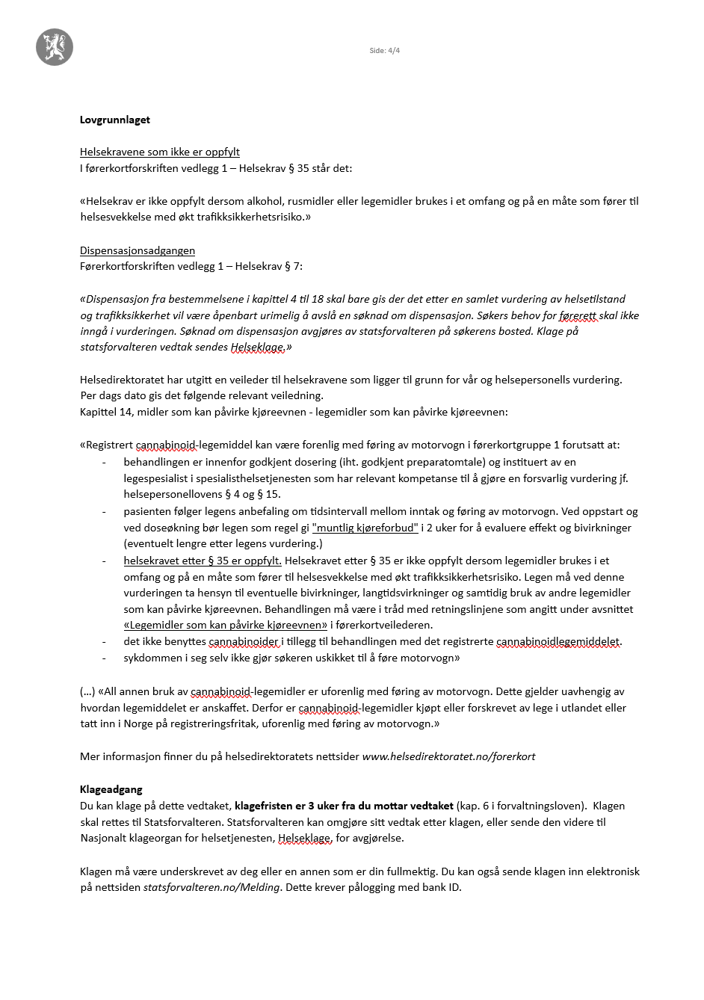 Side: 4/4
Lovgrunnlaget
Helsekravene som ikke er oppfylt
I førerkortforskriften vedlegg 1 – Helsekrav § 35 står det:
«Helsekrav er ikke oppfylt dersom alkohol, rusmidler eller legemidler brukes i et omfang og på en måte som fører til
helsesvekkelse med økt trafikksikkerhetsrisiko.»
Dispensasjonsadgangen
Førerkortforskriften vedlegg 1 – Helsekrav § 7:
«Dispensasjon fra bestemmelsene i kapittel 4 til 18 skal bare gis der det etter en samlet vurdering av helsetilstand
og trafikksikkerhet vil være åpenbart urimelig å avslå en søknad om dispensasjon. Søkers behov for førerett skal ikke
inngå i vurderingen. Søknad om dispensasjon avgjøres av statsforvalteren på søkerens bosted. Klage på
statsforvalteren vedtak sendes Helseklage.»
Helsedirektoratet har utgitt en veileder til helsekravene som ligger til grunn for vår og helsepersonells vurdering.
Per dags dato gis det følgende relevant veiledning.
Kapittel 14, midler som kan påvirke kjøreevnen - legemidler som kan påvirke kjøreevnen:
«Registrert cannabinoid-legemiddel kan være forenlig med føring av motorvogn i førerkortgruppe 1 forutsatt at:
- behandlingen er innenfor godkjent dosering (iht. godkjent preparatomtale) og instituert av en
legespesialist i spesialisthelsetjenesten som har relevant kompetanse til å gjøre en forsvarlig vurdering jf.
helsepersonellovens § 4 og § 15.
- pasienten følger legens anbefaling om tidsintervall mellom inntak og føring av motorvogn. Ved oppstart og
ved doseøkning bør legen som regel gi "muntlig kjøreforbud" i 2 uker for å evaluere effekt og bivirkninger
(eventuelt lengre etter legens vurdering.)
- helsekravet etter § 35 er oppfylt. Helsekravet etter § 35 er ikke oppfylt dersom legemidler brukes i et
omfang og på en måte som fører til helsesvekkelse med økt trafikksikkerhetsrisiko. Legen må ved denne
vurderingen ta hensyn til eventuelle bivirkninger, langtidsvirkninger og samtidig bruk av andre legemidler
som kan påvirke kjøreevnen. Behandlingen må være i tråd med retningslinjene som angitt under avsnittet
«Legemidler som kan påvirke kjøreevnen» i førerkortveilederen.
- det ikke benyttes cannabinoider i tillegg til behandlingen med det registrerte cannabinoidlegemiddelet.
- sykdommen i seg selv ikke gjør søkeren uskikket til å føre motorvogn»
(…) «All annen bruk av cannabinoid-legemidler er uforenlig med føring av motorvogn. Dette gjelder uavhengig av
hvordan legemiddelet er anskaffet. Derfor er cannabinoid-legemidler kjøpt eller forskrevet av lege i utlandet eller
tatt inn i Norge på registreringsfritak, uforenlig med føring av motorvogn.»
Mer informasjon finner du på helsedirektoratets nettsider www.helsedirektoratet.no/forerkort
Klageadgang
Du kan klage på dette vedtaket, klagefristen er 3 uker fra du mottar vedtaket (kap. 6 i forvaltningsloven). Klagen
skal rettes til Statsforvalteren. Statsforvalteren kan omgjøre sitt vedtak etter klagen, eller sende den videre til
Nasjonalt klageorgan for helsetjenesten, Helseklage, for avgjørelse.
Klagen må være underskrevet av deg eller en annen som er din fullmektig. Du kan også sende klagen inn elektronisk
på nettsiden statsforvalteren.no/Melding. Dette krever pålogging med bank ID.